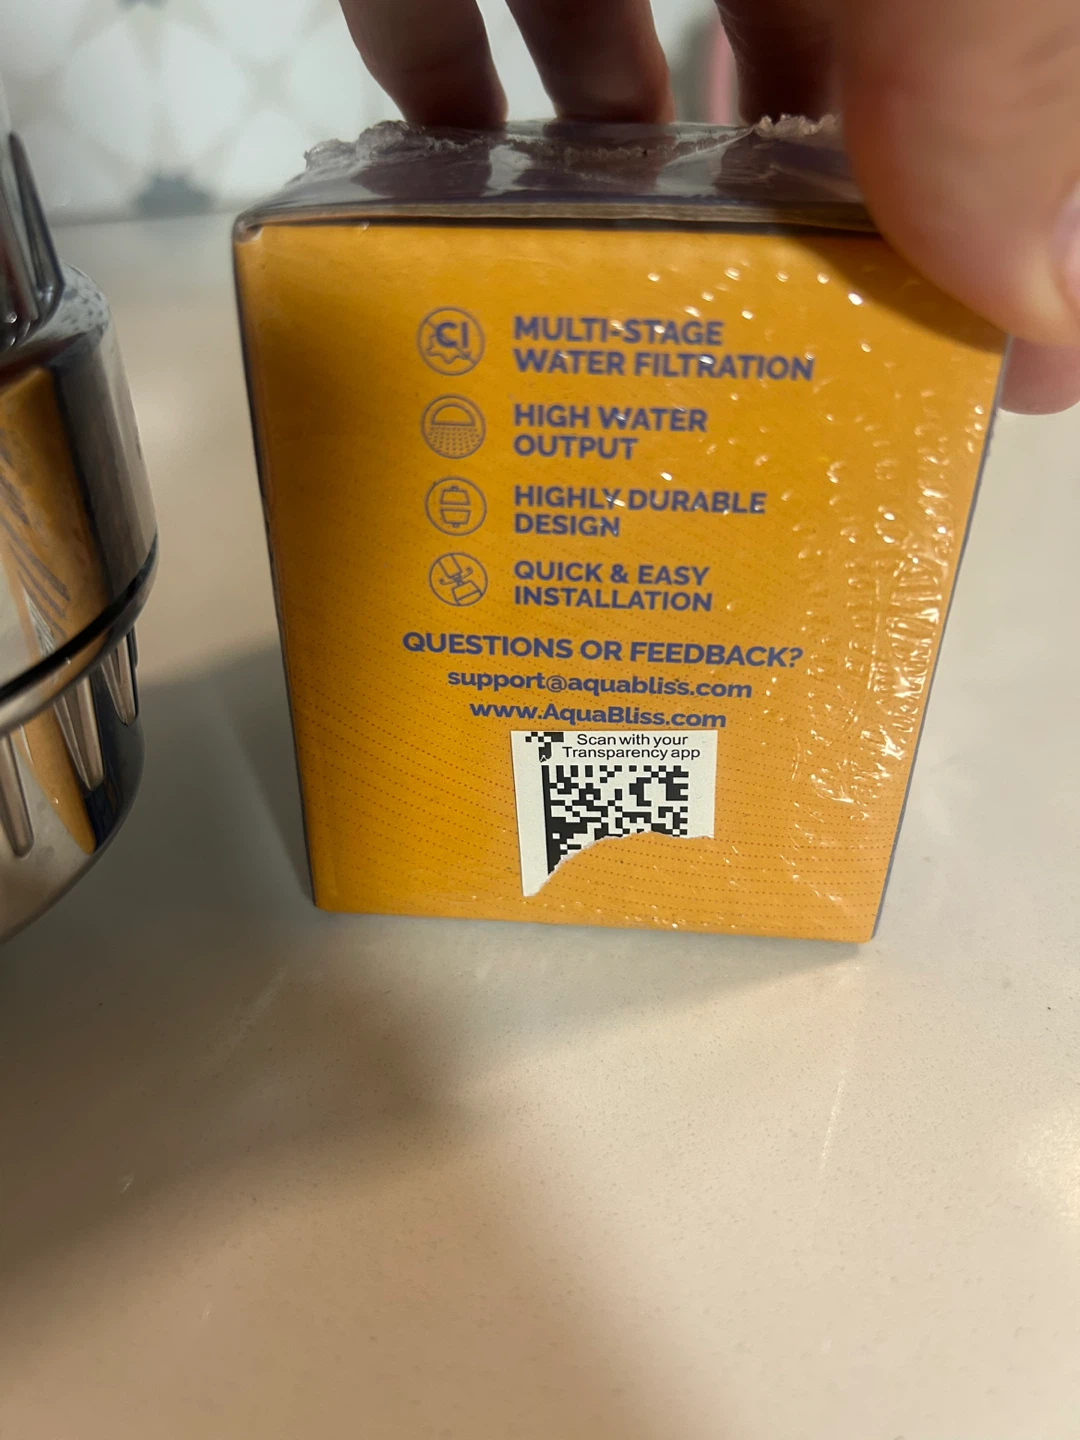 Cl
MULTI-STAGE
WATER FILTRATION
HIGH WATER
OUTPUT
HIGHLY DURABLE
DESIGN
QUICK & EASY
INSTALLATION
QUESTIONS OR FEEDBACK?
support@aquabliss.com
www.AquaBliss.com
Scan with your
Transparency app